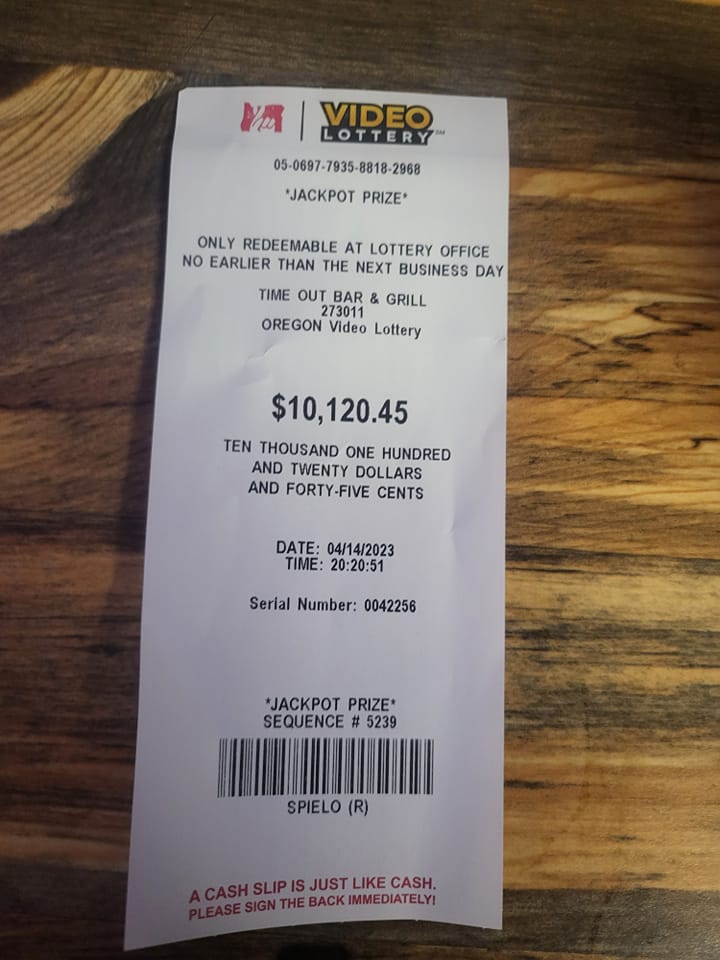 VIDEO
LOTTERY℠
05-0697-7935-8818-2968
*JACKPOT PRIZE*
ONLY REDEEMABLE AT LOTTERY OFFICE
NO EARLIER THAN THE NEXT BUSINESS DAY
TIME OUT BAR & GRILL
273011
OREGON Video Lottery
$10,120.45
TEN THOUSAND ONE HUNDRED
AND TWENTY DOLLARS
AND FORTY-FIVE CENTS
DATE: 04/14/2023
TIME: 20:20:51
Serial Number: 0042256
*JACKPOT PRIZE*
SEQUENCE # 5239
SPIELO (R)
A CASH SLIP IS JUST LIKE CASH.
PLEASE SIGN THE BACK IMMEDIATELY!